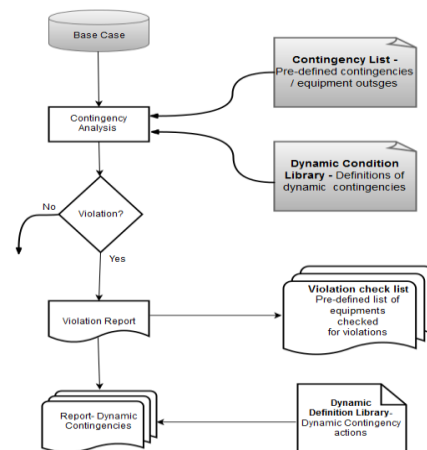 Base Case
Contingency List -
Pre-defined contingencies
/ equipment outsges
Contingency
Analysis
Dynamic Condition
Library - Definitions of
dynamic contingencies
No
Violation?
Yes
Violation Report
Violation check list
Pre-defined list of
equipments
checked
for violations
Report- Dynamic
Contingencies
Dynamic
Definition Library-
Dynamic Contingency
actions